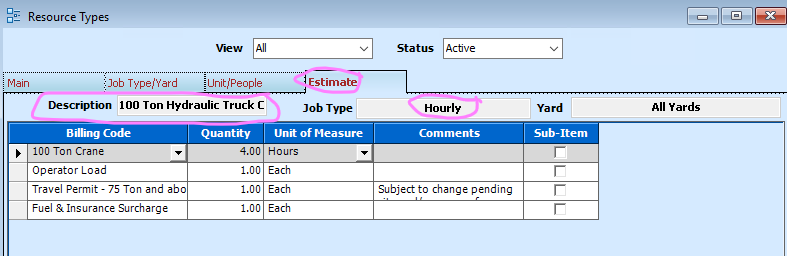 Resource Types
View All Status Active
Main Job Type/Yard Unit/People Estimate
Description 100 Ton Hydraulic Truck C Job Type Hourly Yard All Yards
Billing Code Quantity Unit of Measure Comments Sub-Item
100 Ton Crane 4.00 Hours
Operator Load 1.00 Each
Travel Permit - 75 Ton and abo 1.00 Each Subject to change pending
Fuel & Insurance Surcharge 1.00 Each